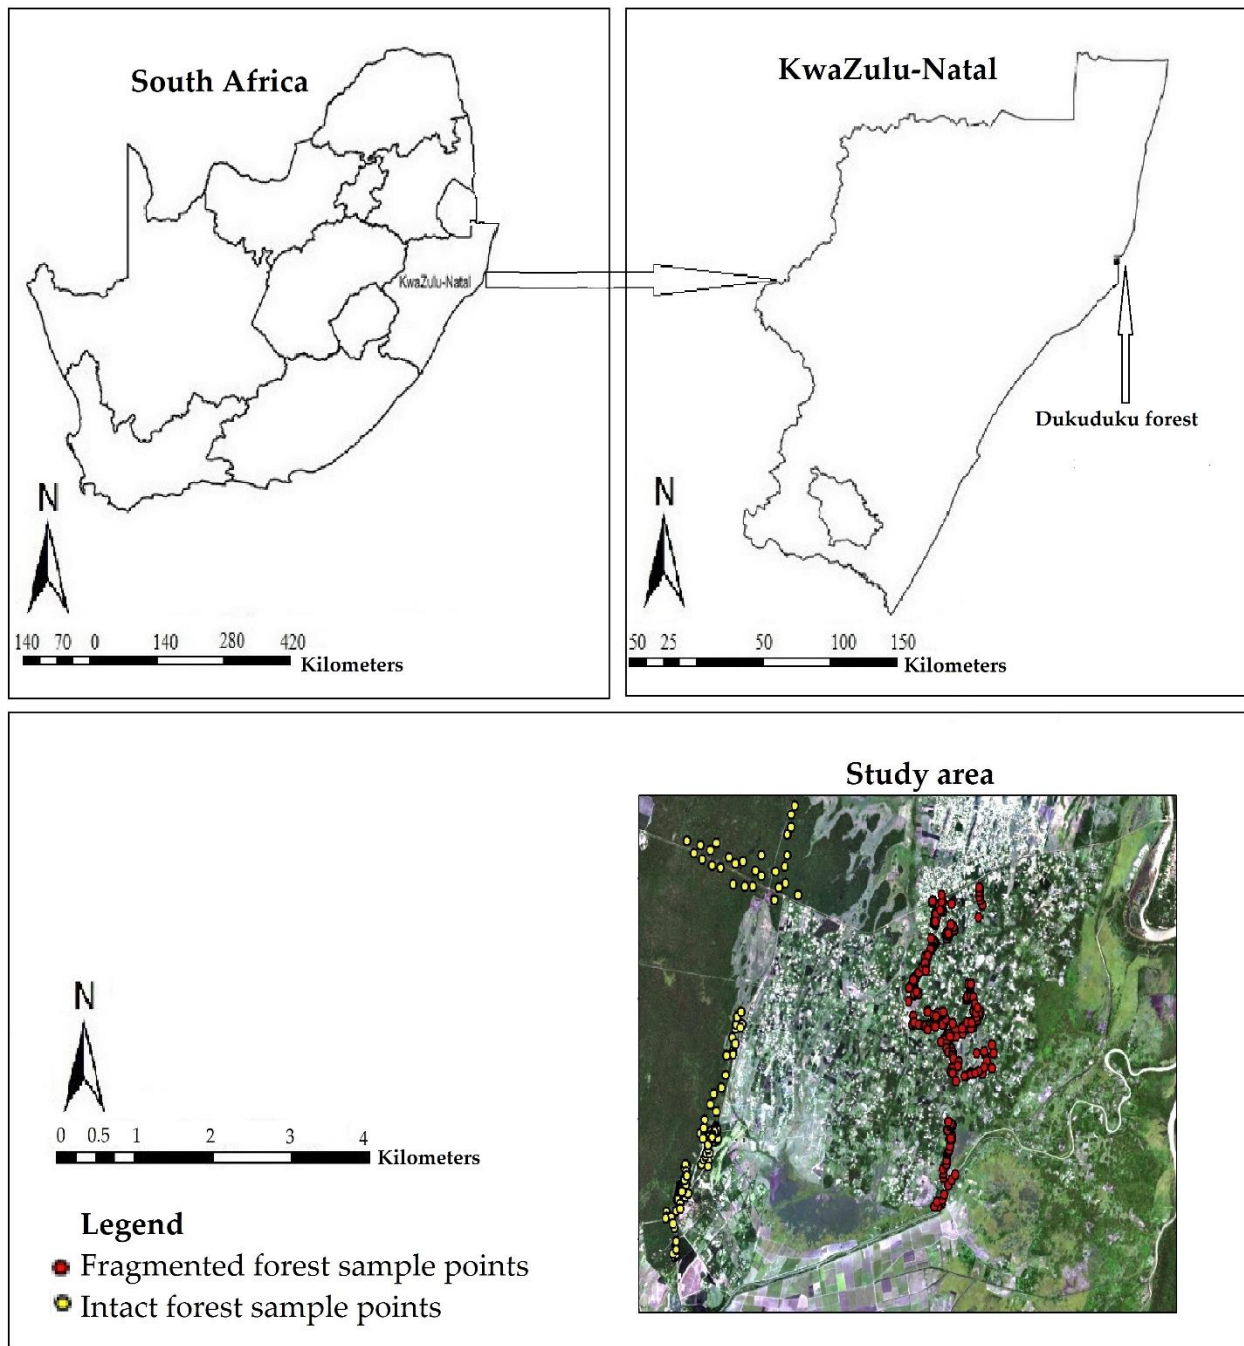 South Africa
KwaZulu-Natal
N
140 70 0 140 280 420
Kilometers
KwaZulu-Natal
Dukuduku forest
N
50 25 50 100 150
Kilometers
Study area
N
0 0.5 1 2 3 4
Kilometers
Legend
Fragmented forest sample points
Intact forest sample points